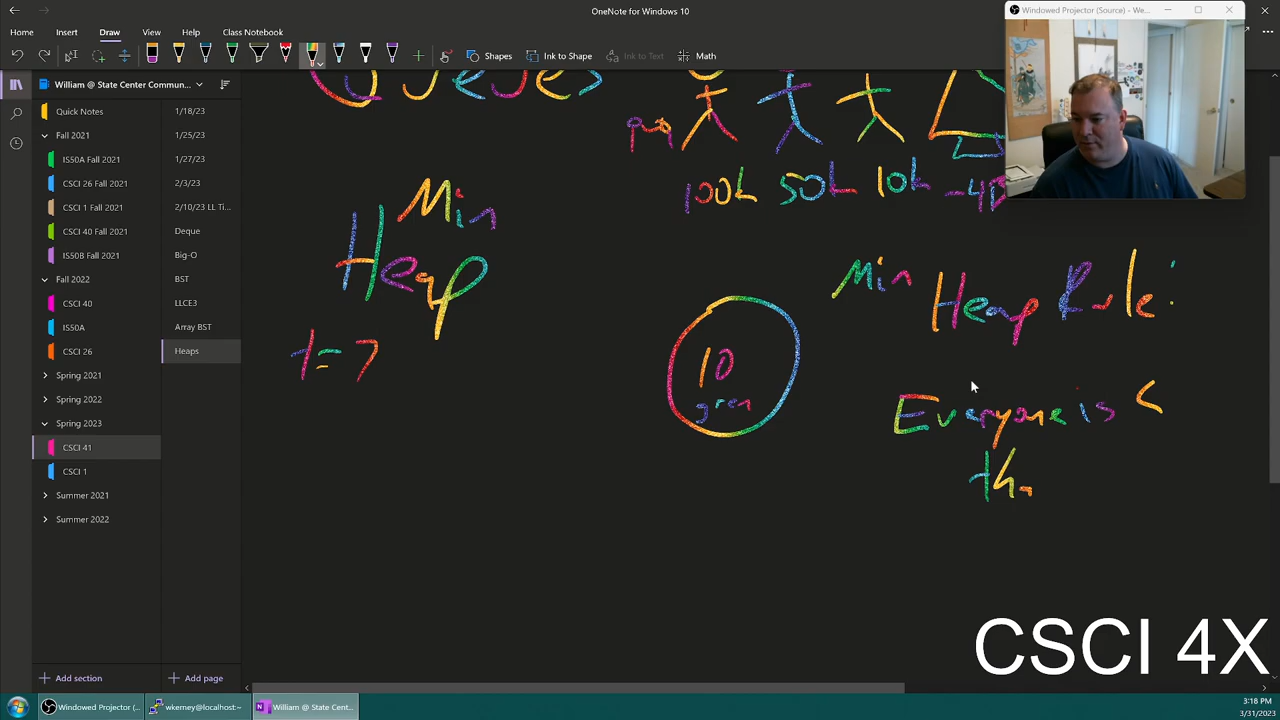 OneNote for Windows 10
Windowed Projector (Source) - We...
Home
Insert
Draw
View
Help
Class Notebook
Shapes
Ink to Shape
Ink to Text
Math
William @ State Center Commun...
Quick Notes
Fall 2021
IS50A Fall 2021
CSCI 26 Fall 2021
CSCI 1 Fall 2021
CSCI 40 Fall 2021
IS50B Fall 2021
Fall 2022
CSCI 40
IS50A
CSCI 26
Spring 2021
Spring 2022
Spring 2023
CSCI 41
CSCI 1
Summer 2021
Summer 2022
Add section
1/18/23
1/25/23
1/27/23
2/3/23
2/10/23 LL Ti...
Deque
Big-O
BST
LLCE3
Array BST
Heaps
Add page
100k 50k 10k
Min
Heap
t=7
10
Min Heap Rule:
Everyone is <
CSCI 4X
Windowed Projector (...
wkerney@localhost:~
William @ State Cent...
3:18 PM
3/31/2023